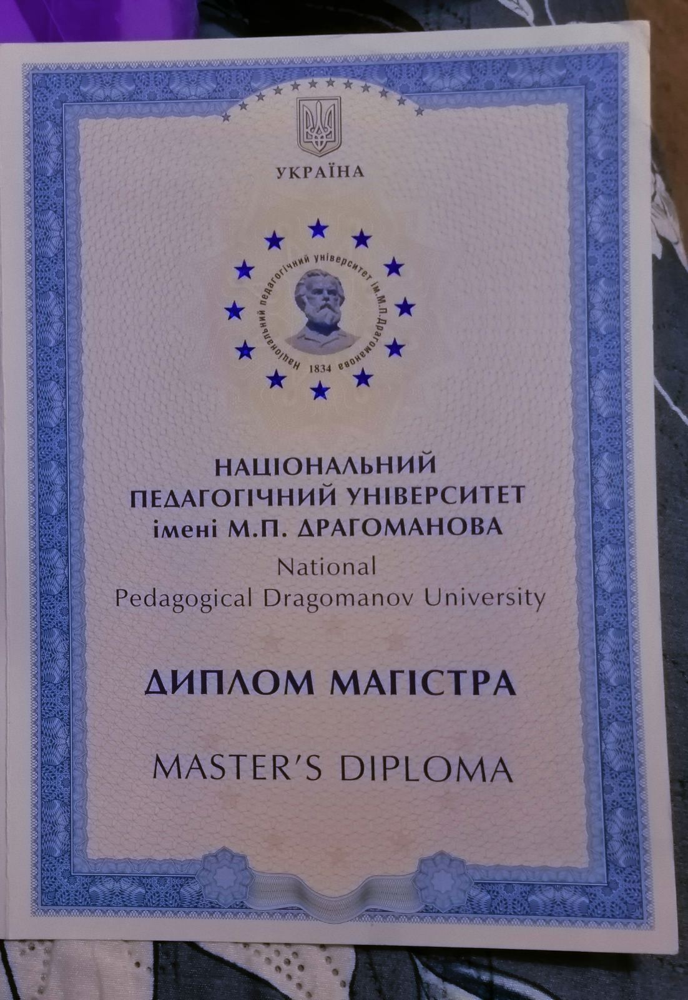 УКРАЇНА
Національний педагогічний університет ім.М.П.Драгоманова
1834
НАЦІОНАЛЬНИЙ
ПЕДАГОГІЧНИЙ УНІВЕРСИТЕТ
імені М.П. ДРАГОМАНОВА
National
Pedagogical Dragomanov University
ДИПЛОМ МАГІСТРА
MASTER'S DIPLOMA